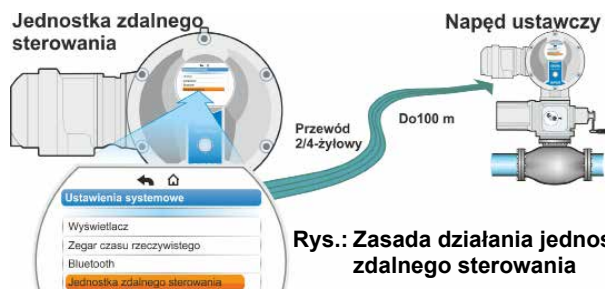 Jednostka zdalnego
sterowania
Napęd ustawczy
Przewód
2/4-żyłowy
Do100 m
Ustawienia systemowe
Wyświetlacz
Zegar czasu rzeczywistego
Bluetooth
Jednostka zdalnego sterowania
Rys.: Zasada działania jednos
zdalnego sterowania